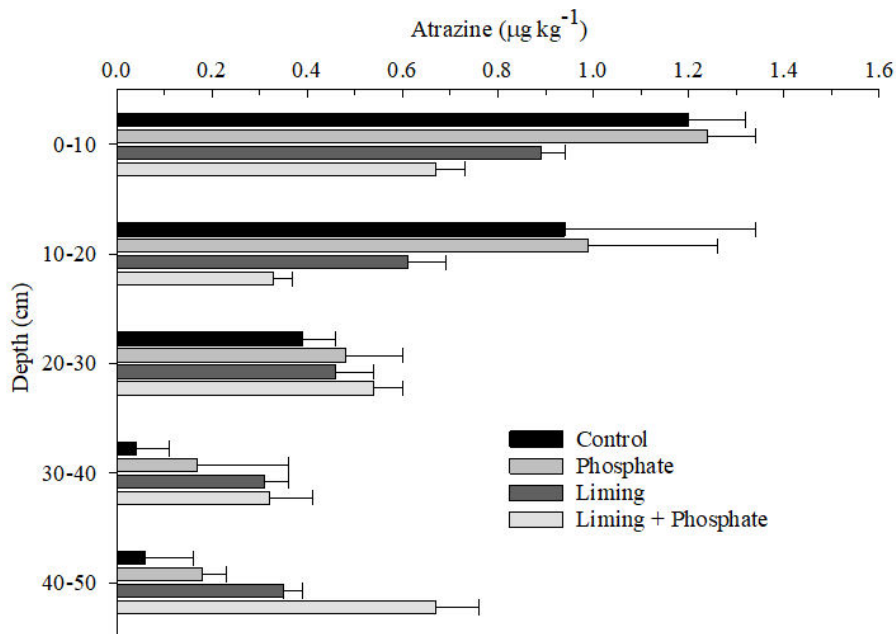 Atrazine (µg kg⁻¹)
0.0 0.2 0.4 0.6 0.8 1.0 1.2 1.4 1.6
Depth (cm)
0-10
10-20
20-30
30-40
40-50
Control
Phosphate
Liming
Liming + Phosphate